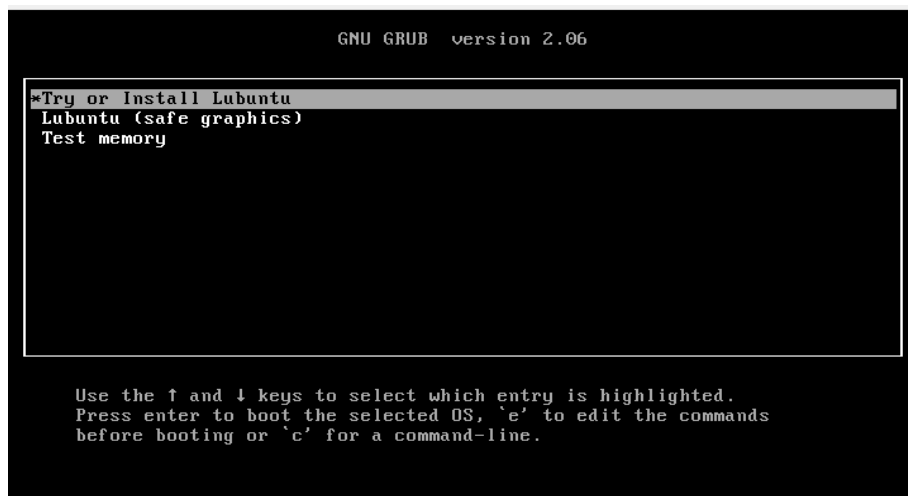 GNU GRUB  version 2.06
*Try or Install Lubuntu
Lubuntu (safe graphics)
Test memory
Use the ↑ and ↓ keys to select which entry is highlighted.
Press enter to boot the selected OS, `e' to edit the commands
before booting or `c' for a command-line.